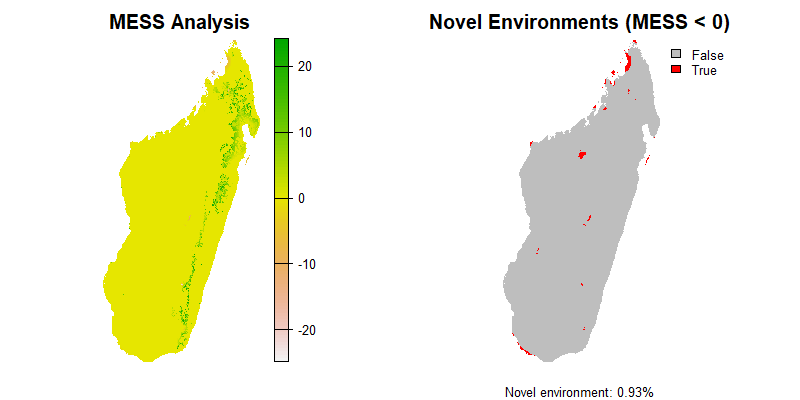 MESS Analysis
20
10
0
-10
-20
Novel Environments (MESS < 0)
False
True
Novel environment: 0.93%